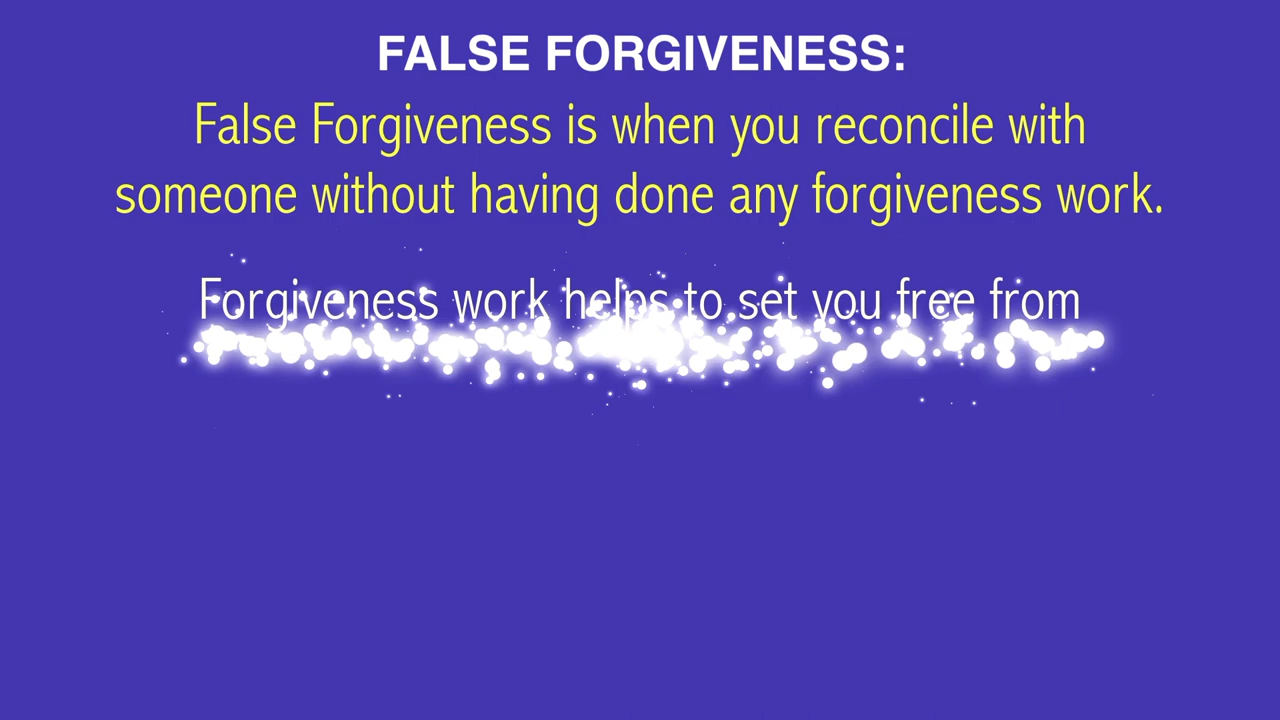 FALSE FORGIVENESS:
False Forgiveness is when you reconcile with
someone without having done any forgiveness work.
Forgiveness work helps to set you free from